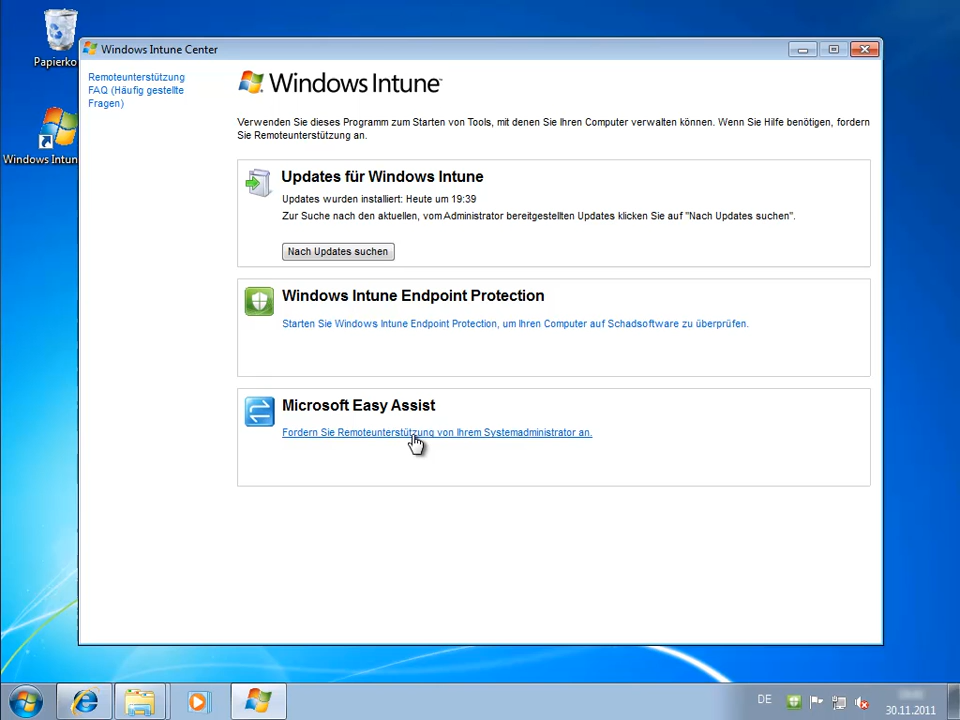 Papierko
Windows Intun
Windows Intune Center
Remoteunterstützung
FAQ (Häufig gestellte
Fragen)
Windows Intune™
Verwenden Sie dieses Programm zum Starten von Tools, mit denen Sie Ihren Computer verwalten können. Wenn Sie Hilfe benötigen, fordern
Sie Remoteunterstützung an.
Updates für Windows Intune
Updates wurden installiert: Heute um 19:39
Zur Suche nach den aktuellen, vom Administrator bereitgestellten Updates klicken Sie auf "Nach Updates suchen".
Nach Updates suchen
Windows Intune Endpoint Protection
Starten Sie Windows Intune Endpoint Protection, um Ihren Computer auf Schadsoftware zu überprüfen.
Microsoft Easy Assist
Fordern Sie Remoteunterstützung von Ihrem Systemadministrator an.
DE
30.11.2011